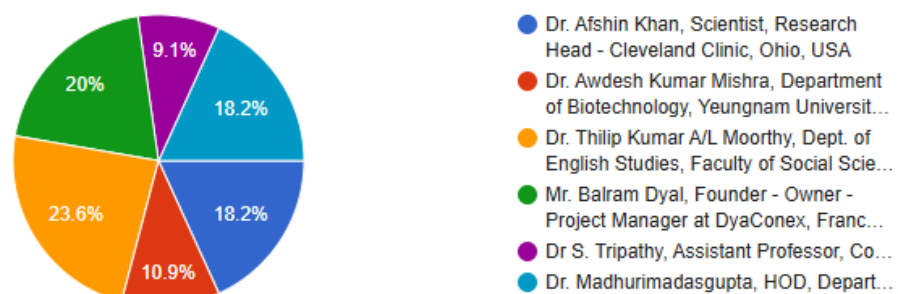 9.1%
20%
18.2%
23.6%
18.2%
10.9%
Dr. Afshin Khan, Scientist, Research
Head - Cleveland Clinic, Ohio, USA
Dr. Awdesh Kumar Mishra, Department
of Biotechnology, Yeungnam Universit...
Dr. Thilip Kumar A/L Moorthy, Dept. of
English Studies, Faculty of Social Scie...
Mr. Balram Dyal, Founder - Owner -
Project Manager at DyaConex, Franc...
Dr S. Tripathy, Assistant Professor, Co...
Dr. Madhurimadasgupta, HOD, Depart...